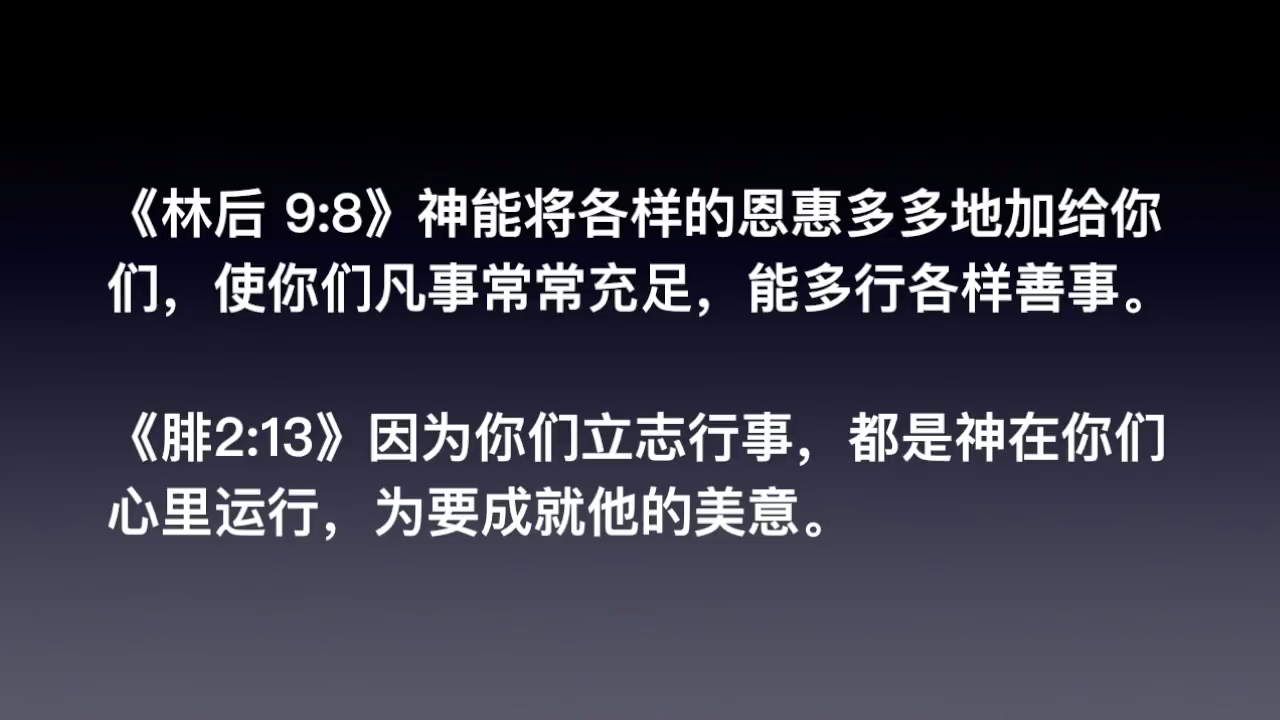 《林后 9:8》神能将各样的恩惠多多地加给你
们，使你们凡事常常充足，能多行各样善事。
《腓2:13》因为你们立志行事，都是神在你们
心里运行，为要成就他的美意。